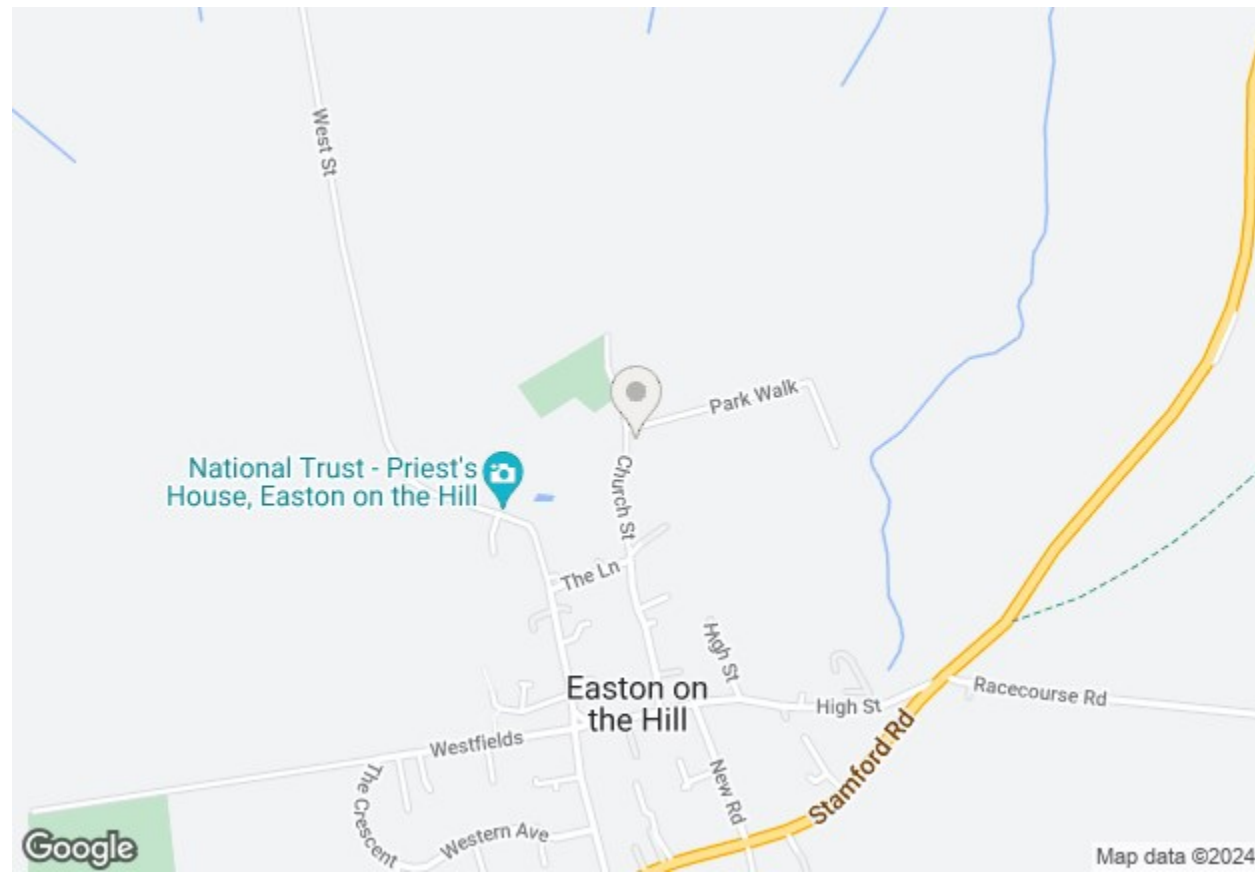 West St
Park Walk
National Trust - Priest's
House, Easton on the Hill
Church St
The Ln
High St
Easton on
the Hill
High St
Racecourse Rd
Westfields
The Crescent
Western Ave
New Rd
Stamford Rd
Google
Map data ©2024